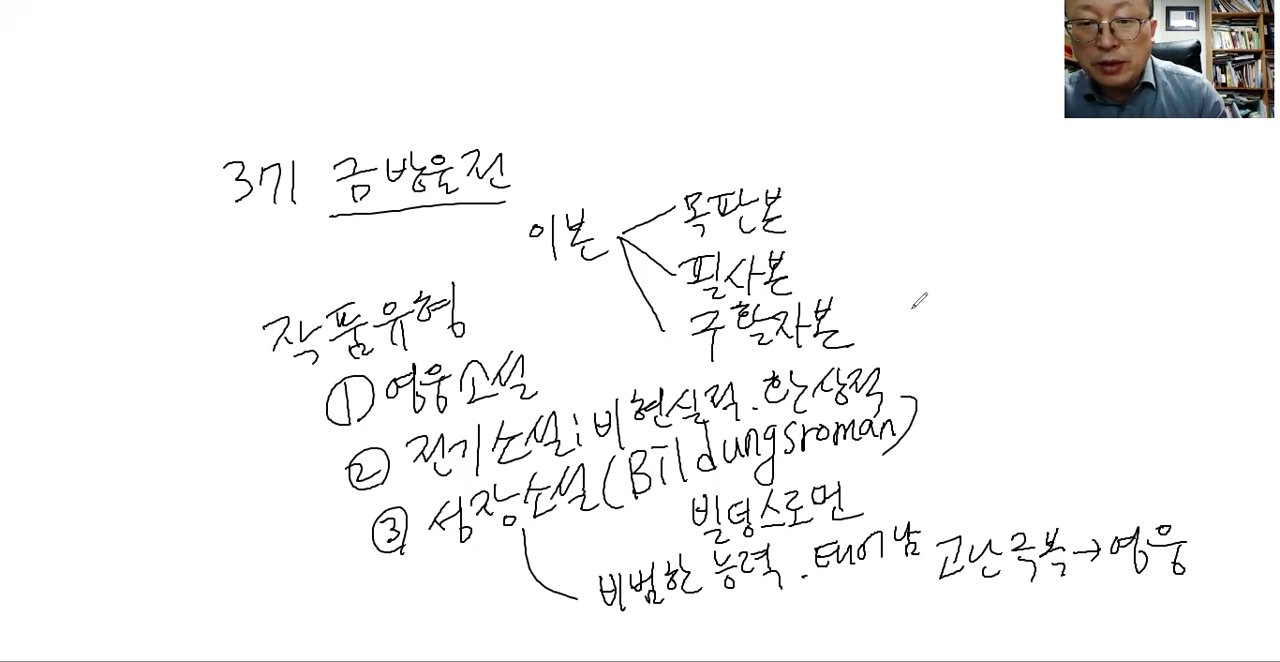 3기 금방울전
이본
목판본
필사본
구활자본
작품유형
① 영웅소설
② 전기소설: 비현실적.환상적
③ 성장소설(Bildungsroman)
빌덩스로먼
비범한 능력.태어남 고난극복→영웅